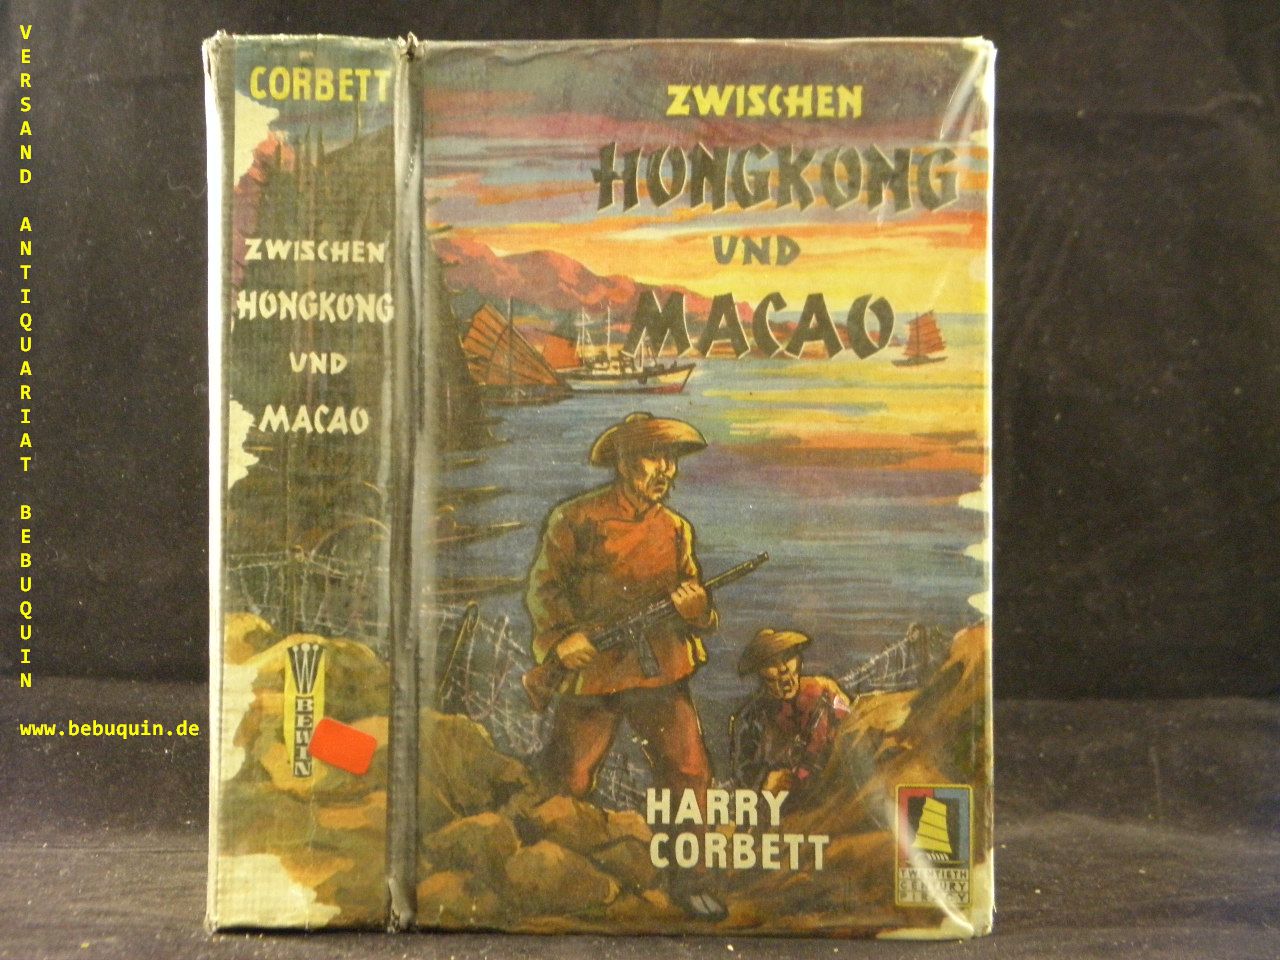 VERSAND ANTIQUARIAT BEBUQUIN
www.bebuquin.de
CORBETT
ZWISCHEN
HONGKONG
UND
MACAO
BEWIN
ZWISCHEN
HONGKONG
UND
MACAO
HARRY
CORBETT
TWENTIETH
CENTURY
PIRACY